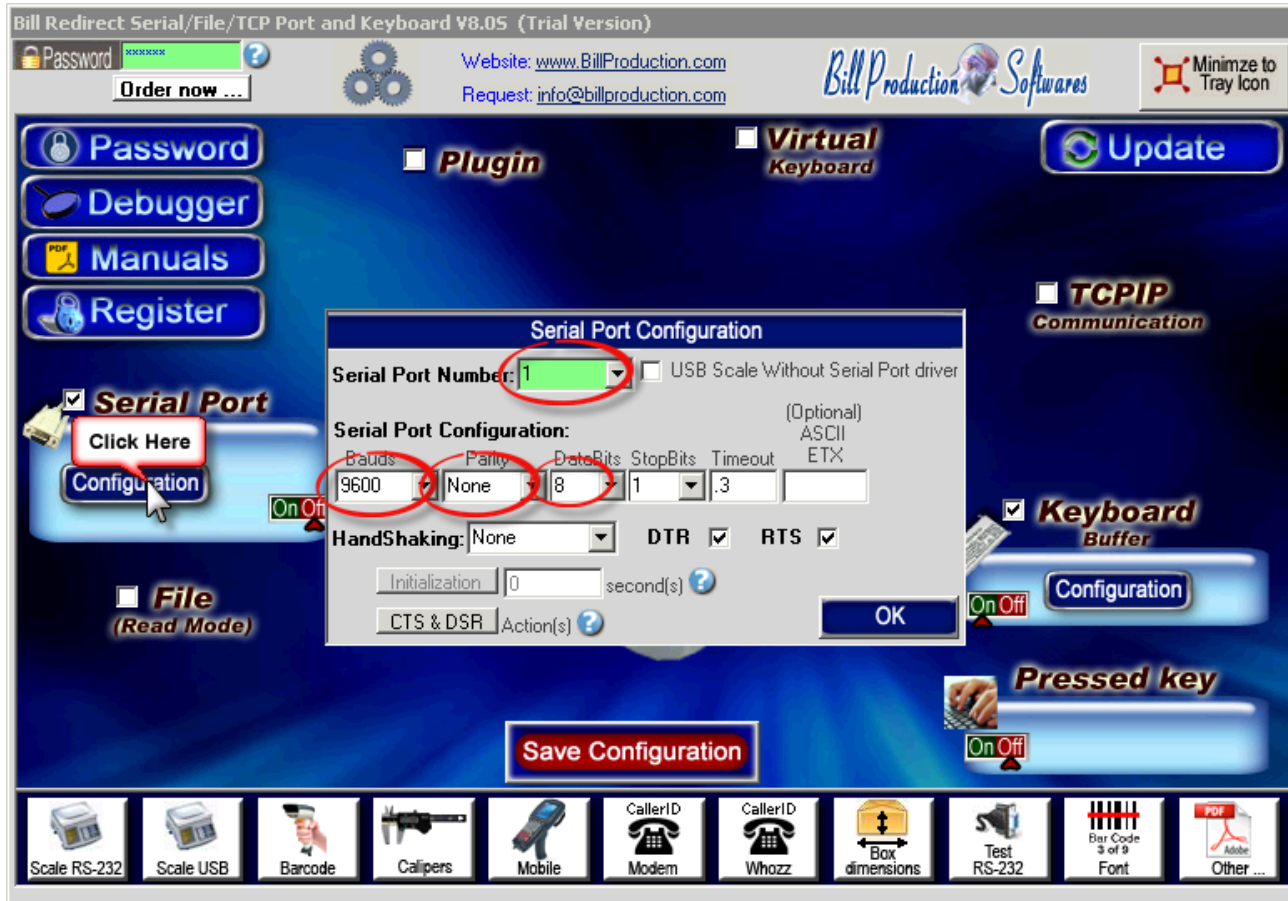 Bill Redirect Serial/File/TCP Port and Keyboard V8.0S (Trial Version)
Password ******
Order now ...
Website: www.BillProduction.com
Request: info@billproduction.com
Bill Production Softwares
Minimze to
Tray Icon
Password
Debugger
Manuals
Register
Plugin
Virtual
Keyboard
Update
TCPIP
Communication
Serial Port
Click Here
Configuration
On Off
File
(Read Mode)
Serial Port Configuration
Serial Port Number: 1 USB Scale Without Serial Port driver
Serial Port Configuration:
(Optional)
ASCII
ETX
Bauds Parity DataBits StopBits Timeout
9600 None 8 1 .3
HandShaking: None DTR RTS
Initialization 0 second(s) ?
CTS & DSR Action(s) ?
OK
Keyboard
Buffer
Configuration
On Off
Pressed key
On Off
Save Configuration
Scale RS-232
Scale USB
Barcode
Calipers
Mobile
CallerID
Modem
CallerID
Whozz
Box
dimensions
Test
RS-232
Bar Code
3 of 9
Font
PDF
Adobe
Other ...